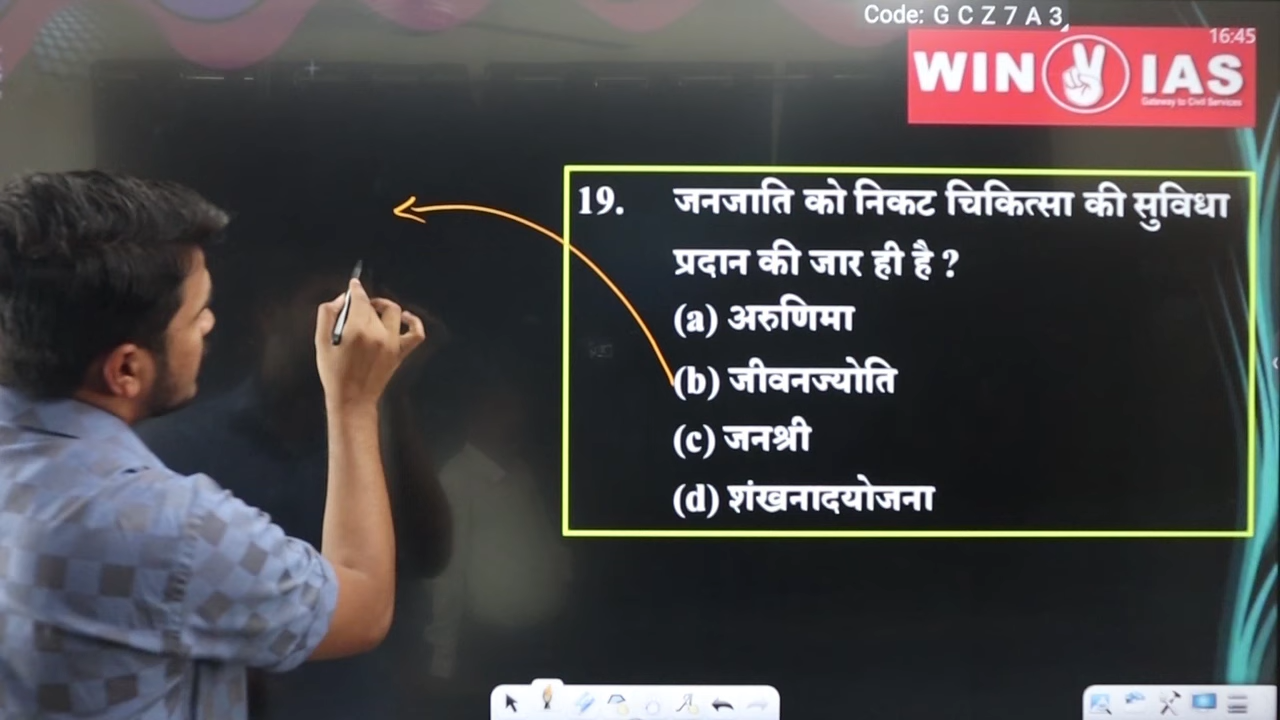 Code: G C Z 7 A 3
16:45
WIN IAS
Gateway to Civil Services
19. जनजाति को निकट चिकित्सा की सुविधा
प्रदान की जार ही है ?
(a) अरुणिमा
(b) जीवनज्योति
(c) जनश्री
(d) शंखनादयोजना